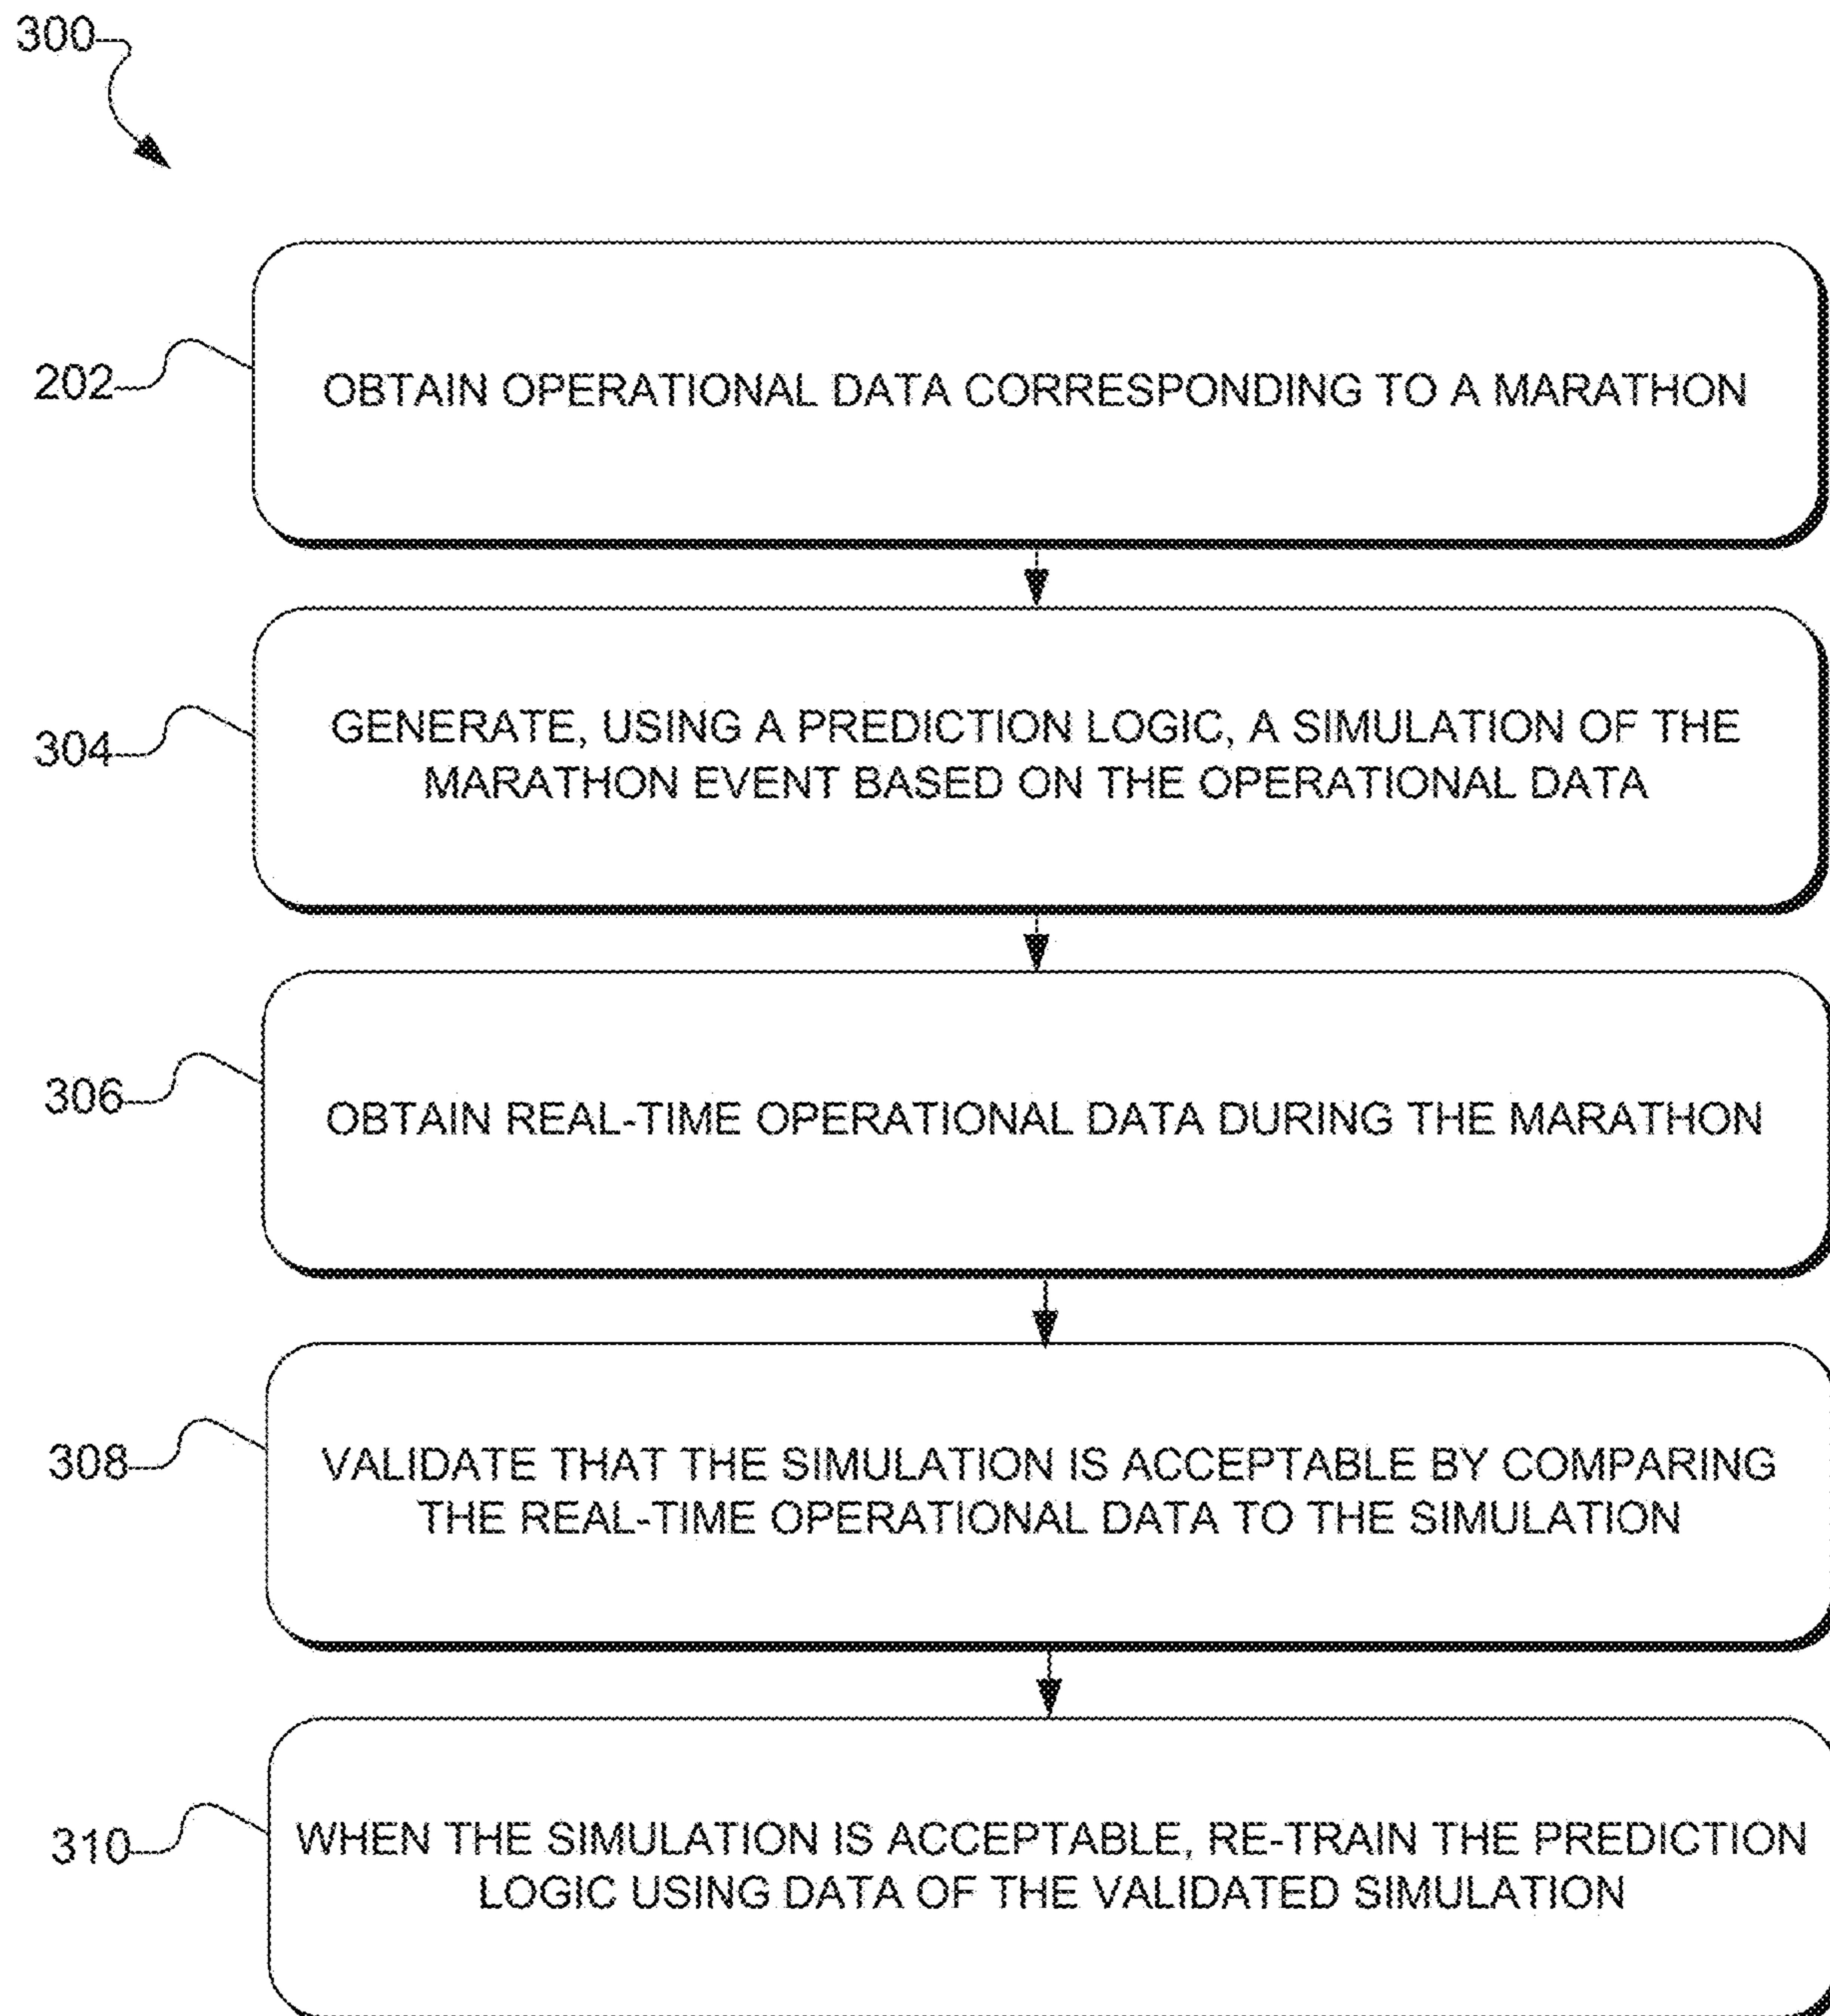 300
202
OBTAIN OPERATIONAL DATA CORRESPONDING TO A MARATHON
304
GENERATE, USING A PREDICTION LOGIC, A SIMULATION OF THE
MARATHON EVENT BASED ON THE OPERATIONAL DATA
306
OBTAIN REAL-TIME OPERATIONAL DATA DURING THE MARATHON
308
VALIDATE THAT THE SIMULATION IS ACCEPTABLE BY COMPARING
THE REAL-TIME OPERATIONAL DATA TO THE SIMULATION
310
WHEN THE SIMULATION IS ACCEPTABLE, RE-TRAIN THE PREDICTION
LOGIC USING DATA OF THE VALIDATED SIMULATION